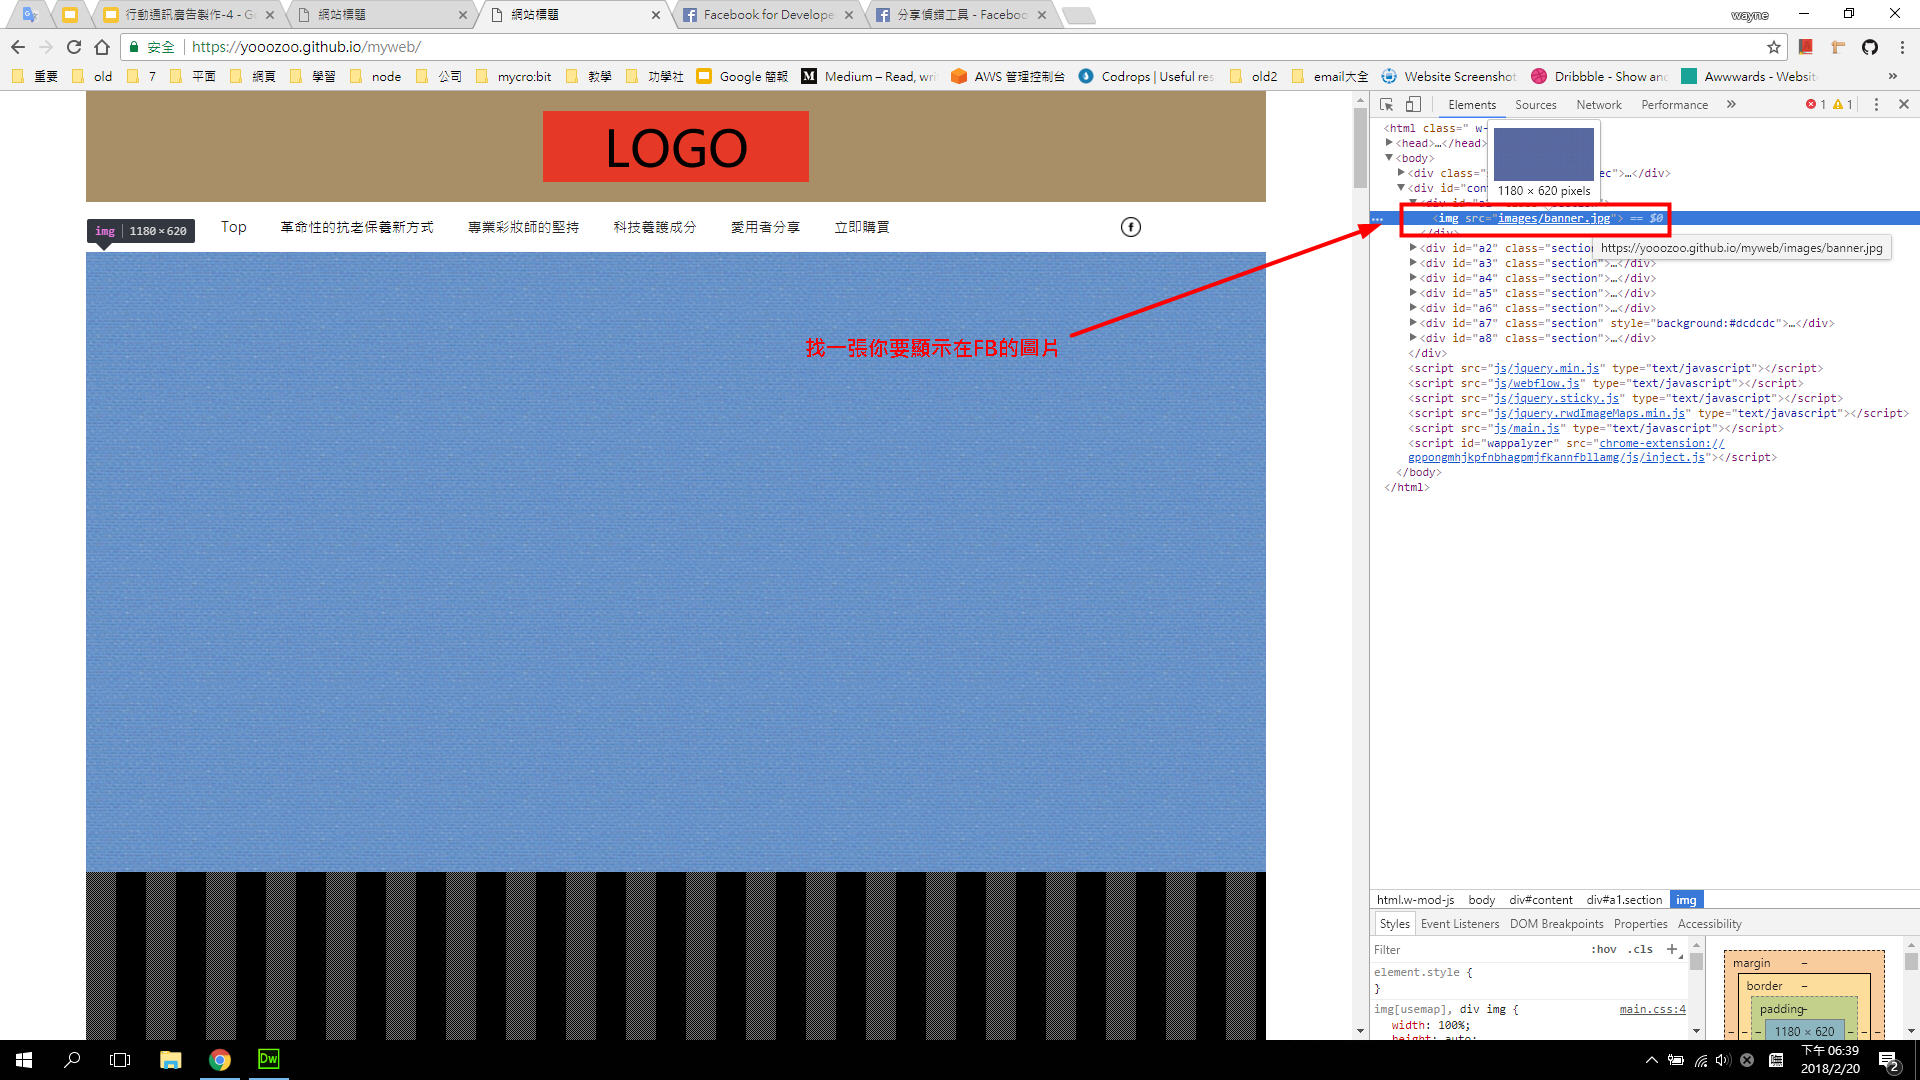 行動通訊廣告製作-4 - Go
網站標題
網站標題
Facebook for Develope
分享偵錯工具 - Faceboo
wayne
安全
https://yooozoo.github.io/myweb/
重要
old
7
平面
網頁
學習
node
公司
mycro:bit
教學
功學社
Google 簡報
Medium – Read, wri
AWS 管理控制台
Codrops | Useful res
old2
email大全
Website Screenshot
Dribbble - Show and
Awwwards - Website
LOGO
img 1180×620
Top
革命性的抗老保養新方式
專業彩妝師的堅持
科技養護成分
愛用者分享
立即購買
找一張你要顯示在FB的圖片
Elements Sources Network Performance » 1 1
<html class=" w-
<head>…</head>
<body>
<div class= ec">…</div>
<div id="con
1180 × 620 pixels
<img src="images/banner.jpg"> == $0
</div>
https://yooozoo.github.io/myweb/images/banner.jpg
<div id="a2" class="section
<div id="a3" class="section">…</div>
<div id="a4" class="section">…</div>
<div id="a5" class="section">…</div>
<div id="a6" class="section">…</div>
<div id="a7" class="section" style="background:#dcdcdc">…</div>
<div id="a8" class="section">…</div>
</div>
<script src="js/jquery.min.js" type="text/javascript"></script>
<script src="js/webflow.js" type="text/javascript"></script>
<script src="js/jquery.sticky.js" type="text/javascript"></script>
<script src="js/jquery.rwdImageMaps.min.js" type="text/javascript"></script>
<script src="js/main.js" type="text/javascript"></script>
<script id="wappalyzer" src="chrome-extension://
gppongmhjkpfnbhagpmjfkannfbllamg/js/inject.js"></script>
</body>
</html>
html.w-mod-js body div#content div#a1.section img
Styles Event Listeners DOM Breakpoints Properties Accessibility
Filter :hov .cls +
element.style {
}
img[usemap], div img { main.css:4
width: 100%;
height: auto;
margin –
border –
padding–
1180 × 620
Dw
下午 06:39
2018/2/20
2